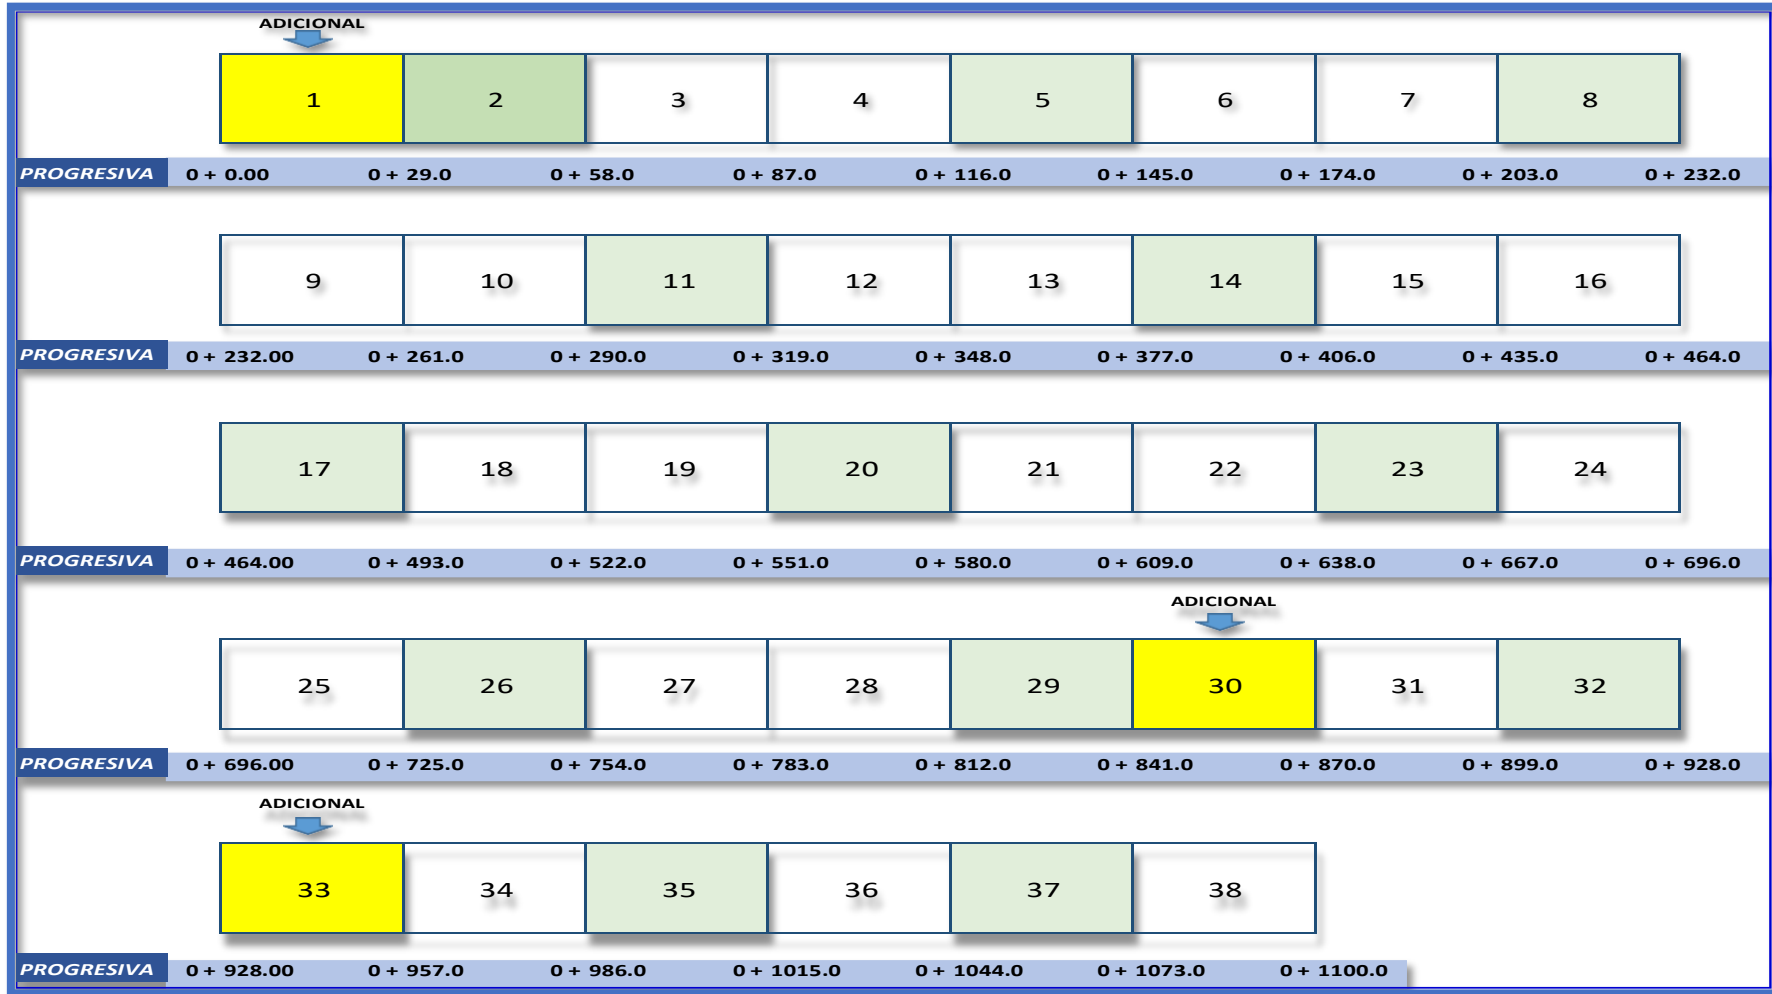 ADICIONAL
1 2 3 4 5 6 7 8
PROGRESIVA 0 + 0.00 0 + 29.0 0 + 58.0 0 + 87.0 0 + 116.0 0 + 145.0 0 + 174.0 0 + 203.0 0 + 232.0
9 10 11 12 13 14 15 16
PROGRESIVA 0 + 232.00 0 + 261.0 0 + 290.0 0 + 319.0 0 + 348.0 0 + 377.0 0 + 406.0 0 + 435.0 0 + 464.0
17 18 19 20 21 22 23 24
PROGRESIVA 0 + 464.00 0 + 493.0 0 + 522.0 0 + 551.0 0 + 580.0 0 + 609.0 0 + 638.0 0 + 667.0 0 + 696.0
ADICIONAL
25 26 27 28 29 30 31 32
PROGRESIVA 0 + 696.00 0 + 725.0 0 + 754.0 0 + 783.0 0 + 812.0 0 + 841.0 0 + 870.0 0 + 899.0 0 + 928.0
ADICIONAL
33 34 35 36 37 38
PROGRESIVA 0 + 928.00 0 + 957.0 0 + 986.0 0 + 1015.0 0 + 1044.0 0 + 1073.0 0 + 1100.0